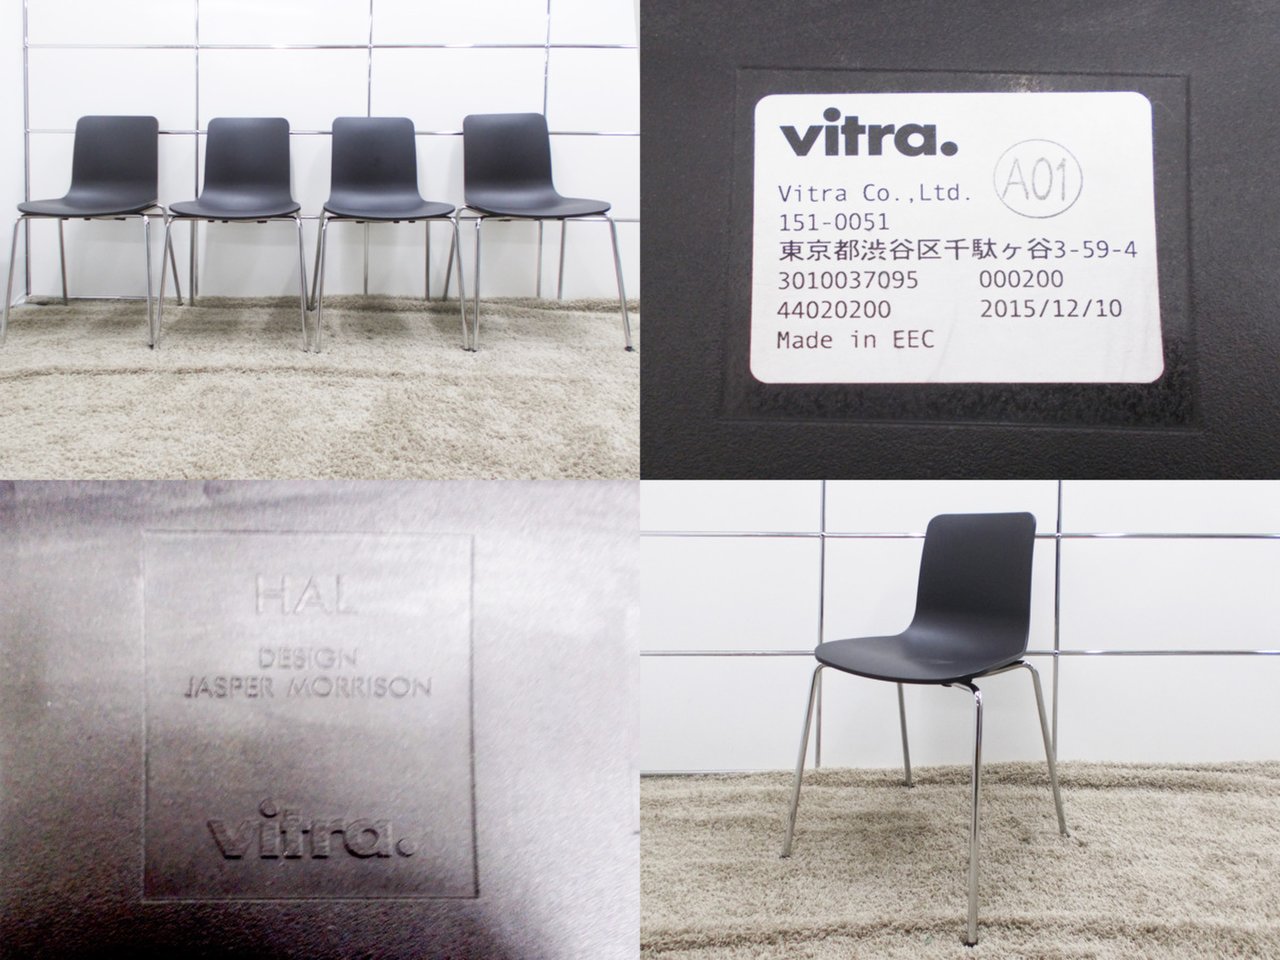 vitra.
A01
Vitra Co.,Ltd.
151-0051
東京都渋谷区千駄ヶ谷3-59-4
3010037095 000200
44020200 2015/12/10
Made in EEC
HAL
DESIGN
JASPER MORRISON
vitra.